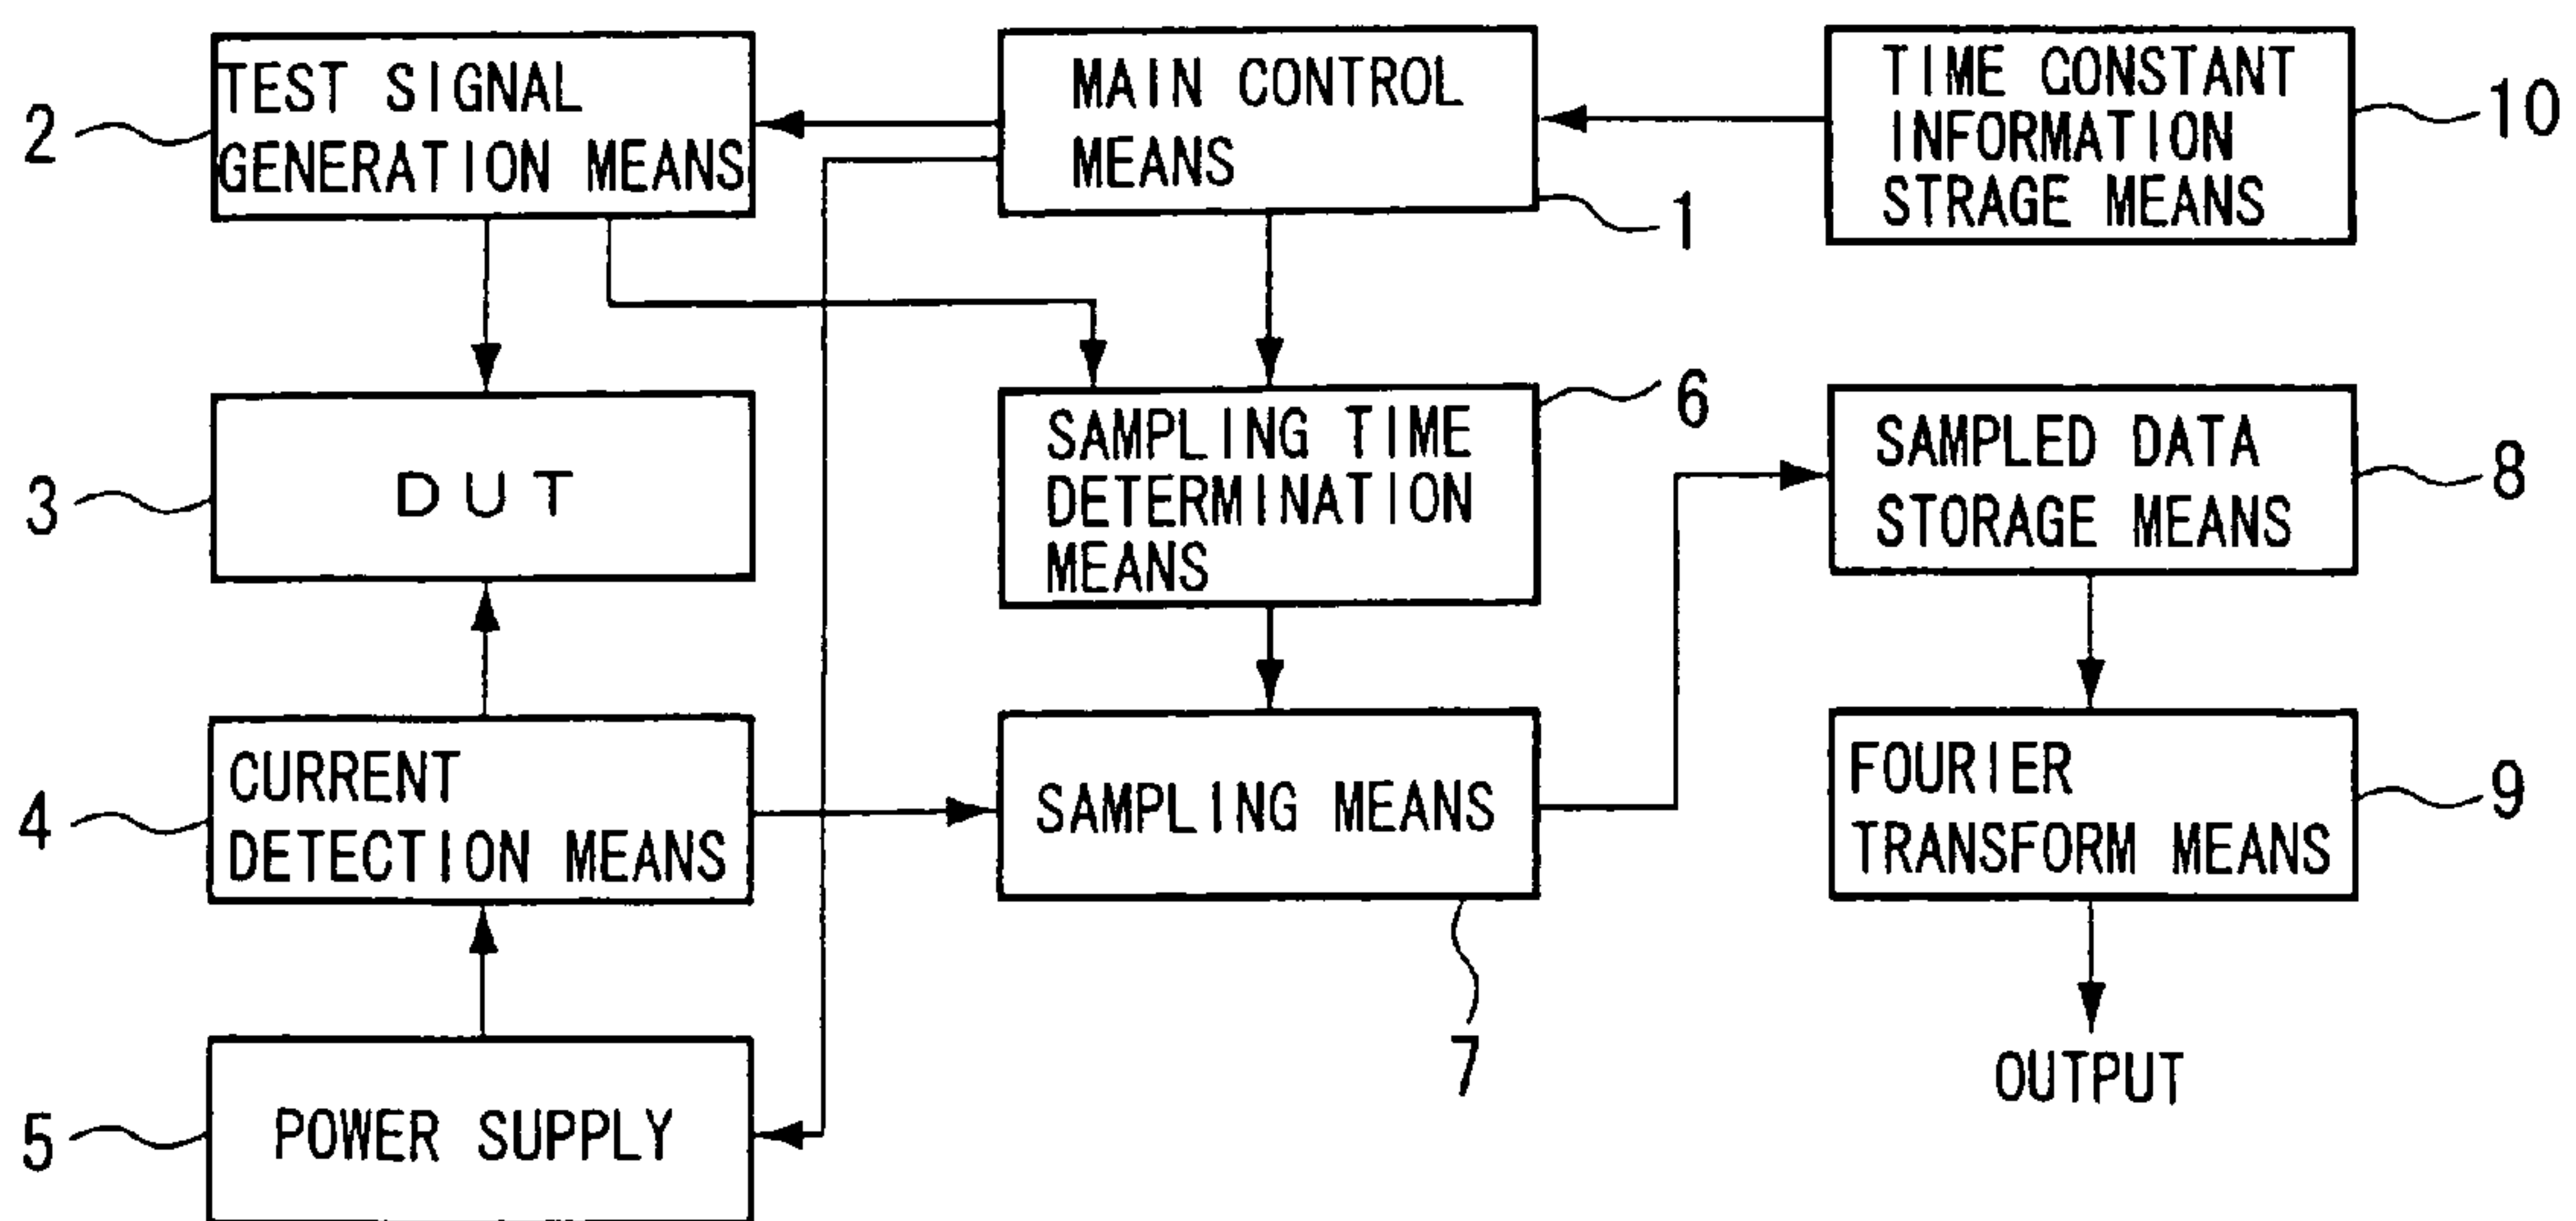 TEST SIGNAL
GENERATION MEANS
2
MAIN CONTROL
MEANS
1
TIME CONSTANT
INFORMATION
STRAGE MEANS
10
DUT
3
SAMPLING TIME
DETERMINATION
MEANS
6
SAMPLED DATA
STORAGE MEANS
8
CURRENT
DETECTION MEANS
4
SAMPLING MEANS
7
FOURIER
TRANSFORM MEANS
9
POWER SUPPLY
5
OUTPUT